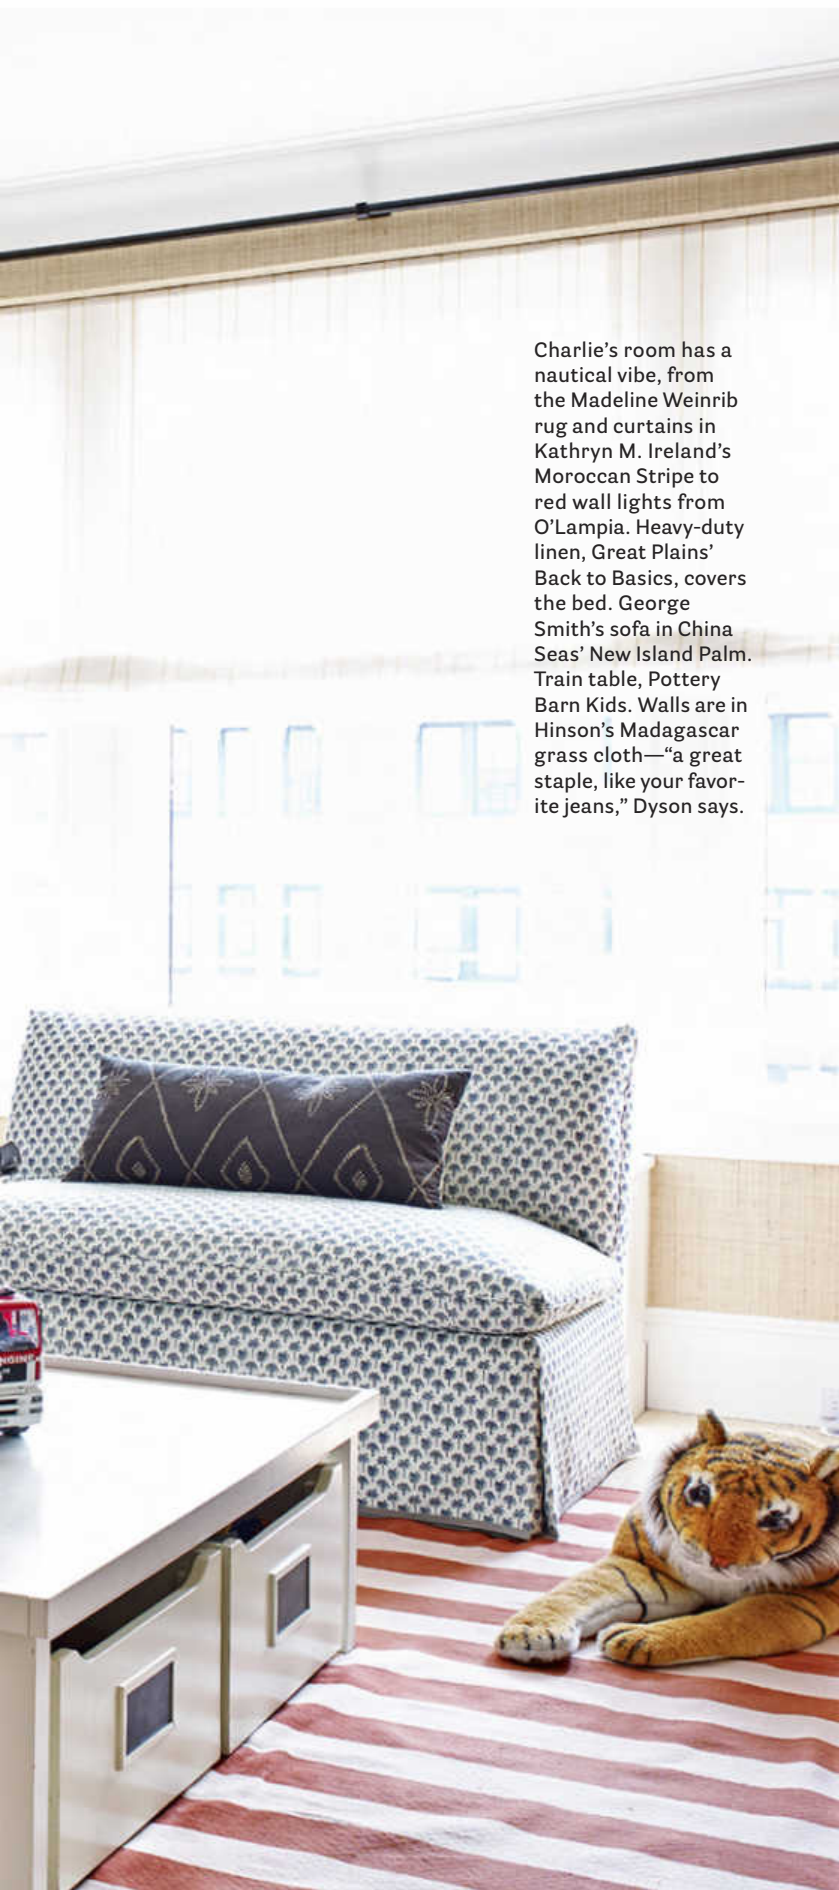 Charlie’s room has a
nautical vibe, from
the Madeline Weinrib
rug and curtains in
Kathryn M. Ireland’s
Moroccan Stripe to
red wall lights from
O’Lampia. Heavy-duty
linen, Great Plains’
Back to Basics, covers
the bed. George
Smith’s sofa in China
Seas’ New Island Palm.
Train table, Pottery
Barn Kids. Walls are in
Hinson’s Madagascar
grass cloth—“a great
staple, like your favor-
ite jeans,” Dyson says.